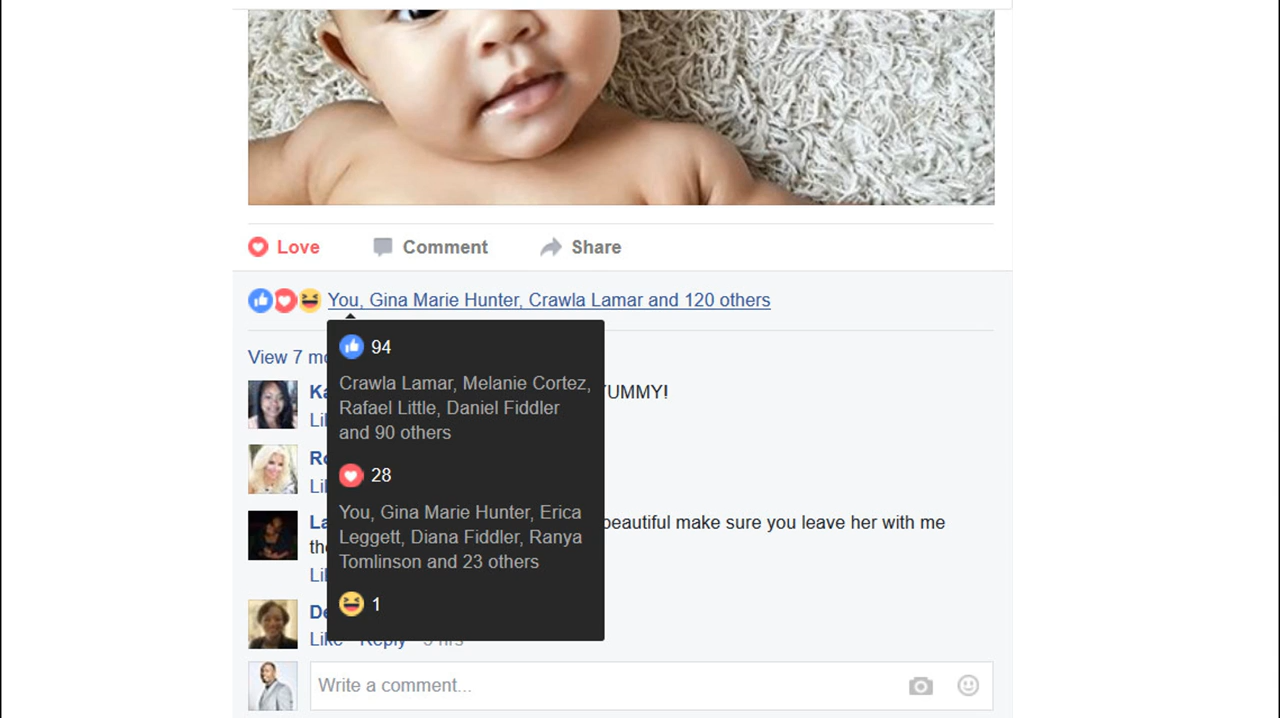 Love Comment Share
You, Gina Marie Hunter, Crawla Lamar and 120 others
94
View 7
Crawla Lamar, Melanie Cortez,
YUMMY!
Rafael Little, Daniel Fiddler
and 90 others
28
You, Gina Marie Hunter, Erica
beautiful make sure you leave her with me
Leggett, Diana Fiddler, Ranya
Tomlinson and 23 others
1
Like Reply
Write a comment...